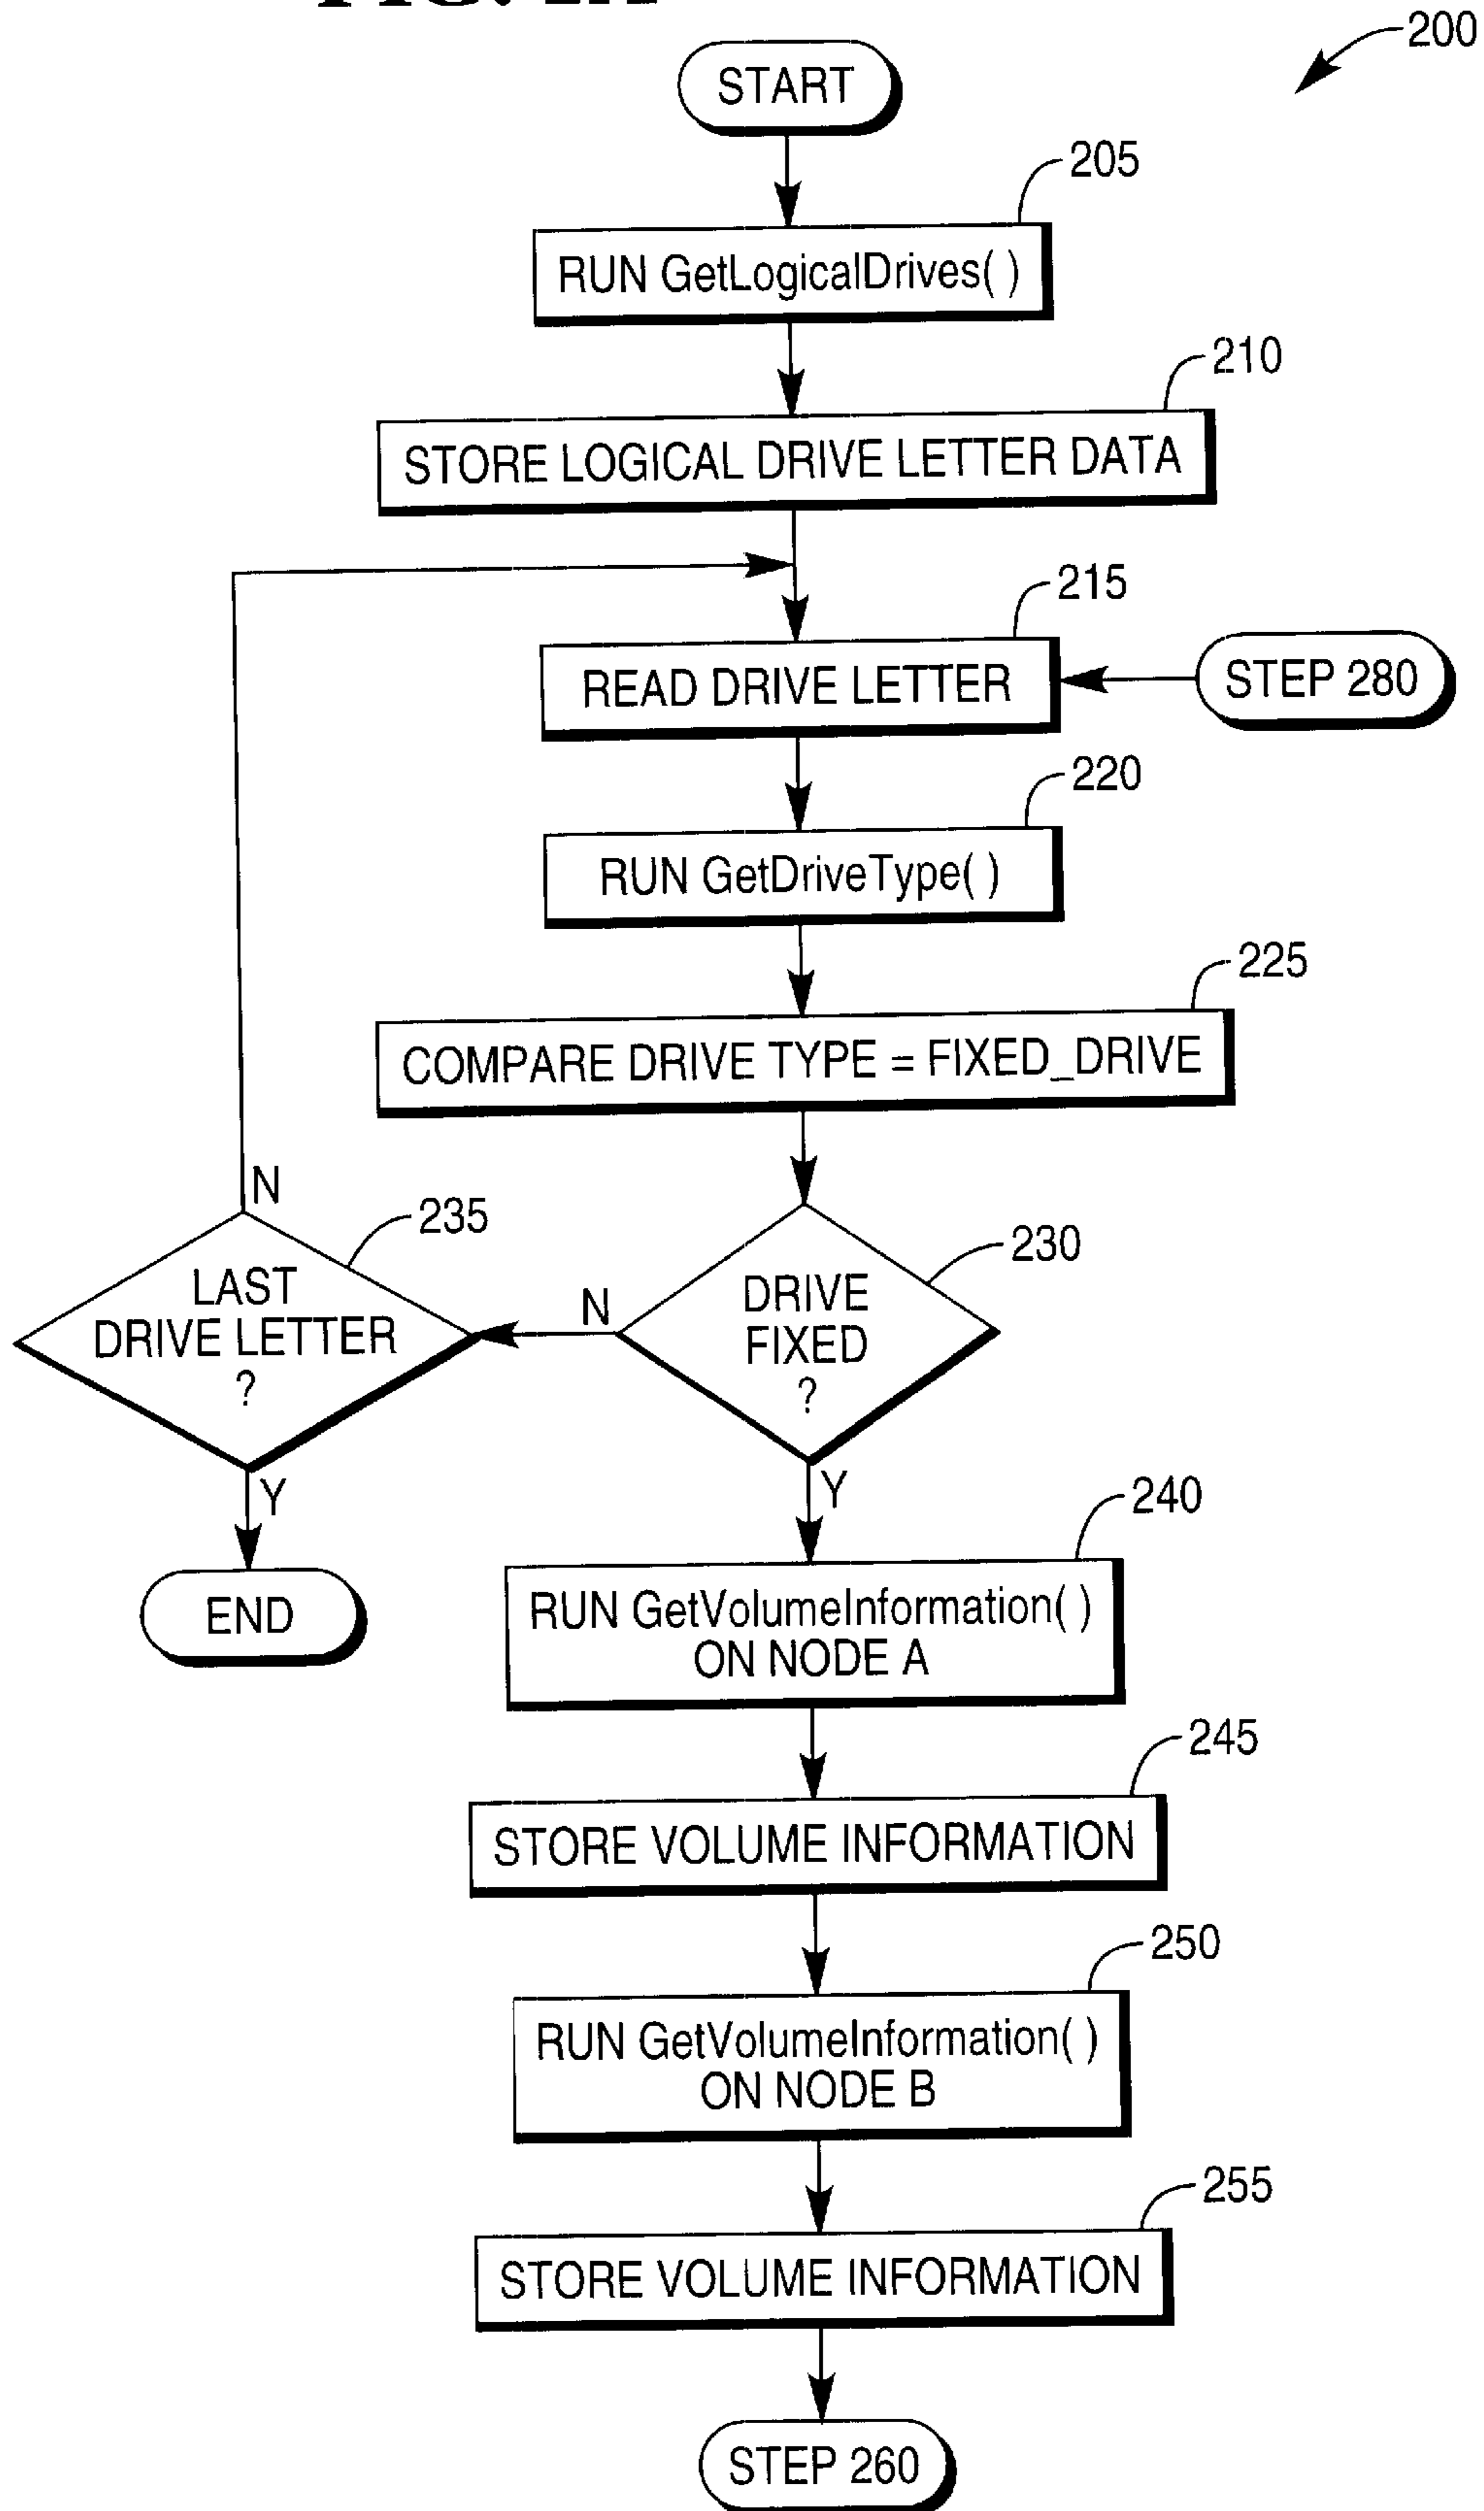 200
START
205
RUN GetLogicalDrives( )
210
STORE LOGICAL DRIVE LETTER DATA
215
READ DRIVE LETTER
STEP 280
220
RUN GetDriveType( )
225
COMPARE DRIVE TYPE = FIXED_DRIVE
N
235
LAST
DRIVE LETTER
?
N
230
DRIVE
FIXED
?
Y
Y
END
240
RUN GetVolumeInformation( )
ON NODE A
245
STORE VOLUME INFORMATION
250
RUN GetVolumeInformation( )
ON NODE B
255
STORE VOLUME INFORMATION
STEP 260